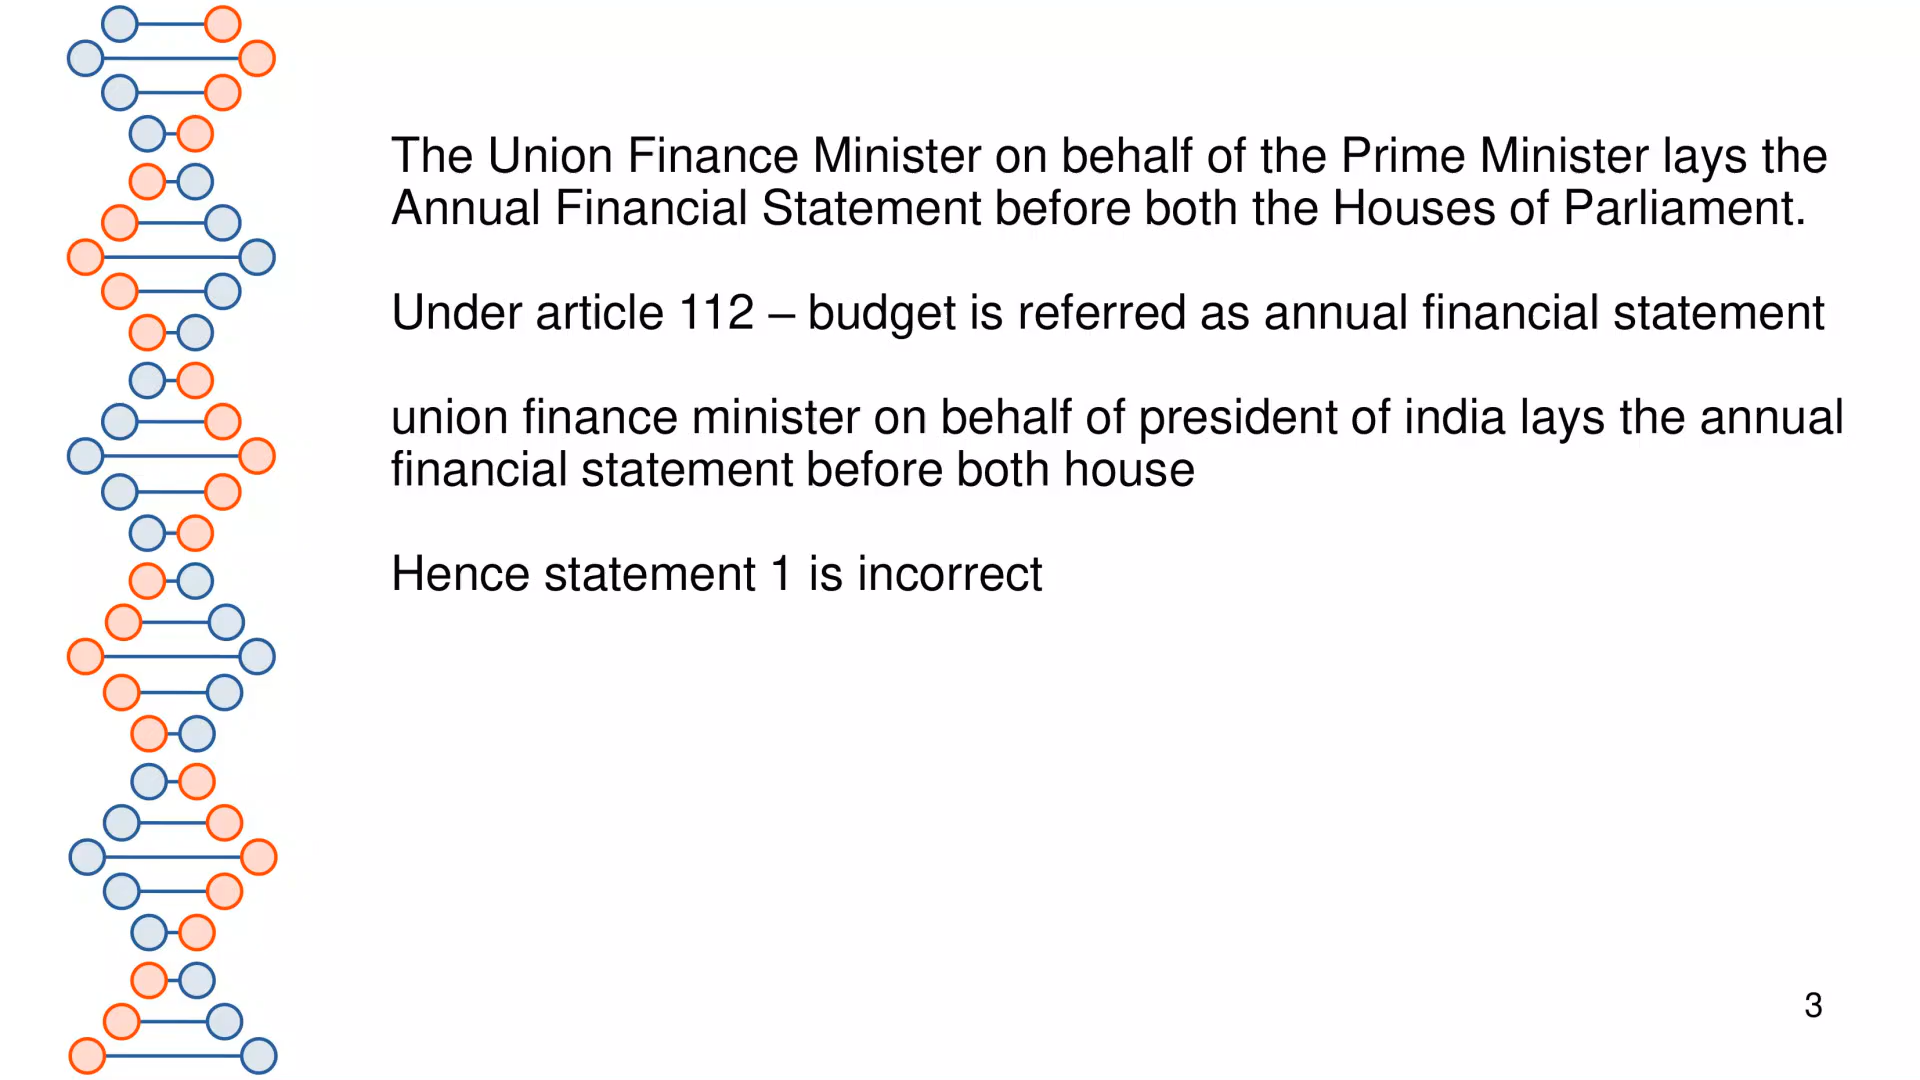 The Union Finance Minister on behalf of the Prime Minister lays the
Annual Financial Statement before both the Houses of Parliament.
Under article 112 – budget is referred as annual financial statement
union finance minister on behalf of president of india lays the annual
financial statement before both house
Hence statement 1 is incorrect
3